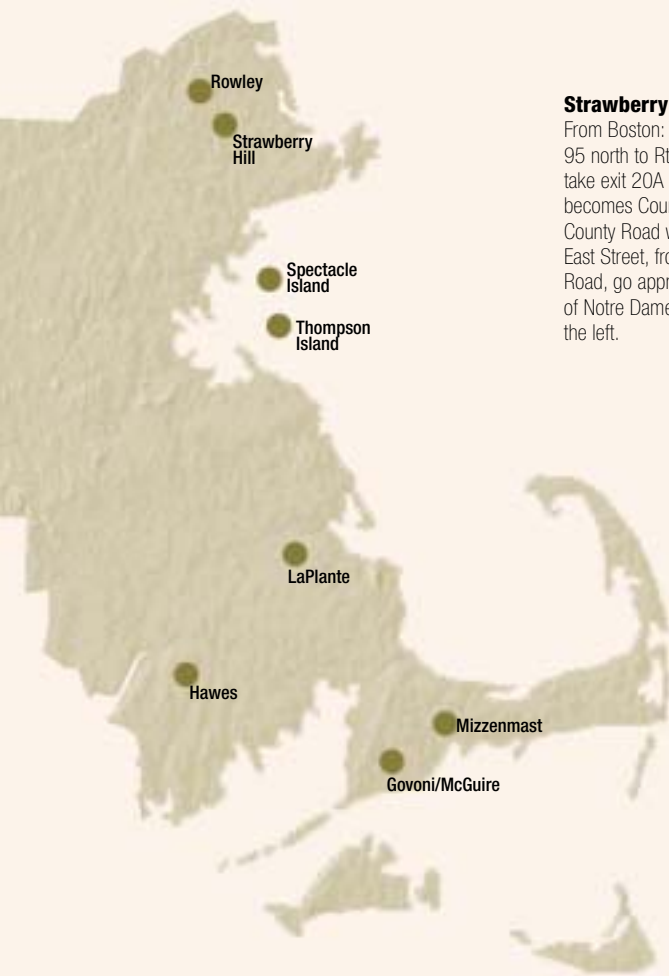 Rowley
Strawberry
Hill
Spectacle
Island
Thompson
Island
LaPlante
Hawes
Mizzenmast
Govoni/McGuire
Strawberry
From Boston:
95 north to Rt
take exit 20A
becomes Coun
County Road w
East Street, fro
Road, go appr
of Notre Dame
the left.